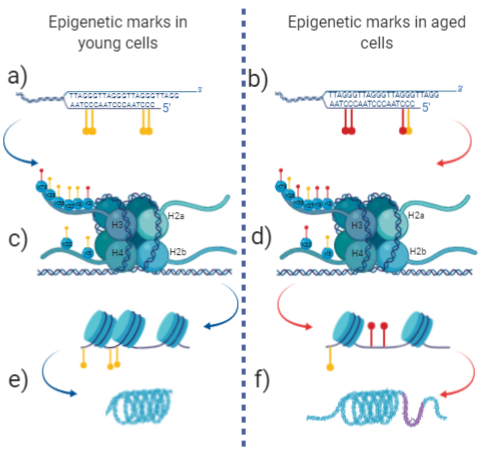 Epigenetic marks in
young cells
Epigenetic marks in aged
cells
a)
TTAGGGTTAGGGTTAGGGTTAGG
3'
AATCCCAATCCCAATCCC
5'
b)
TTAGGGTTAGGGTTAGGGTTAGG
3'
AATCCCAATCCCAATCCC
5'
c)
H3
H2a
H4
H2b
d)
H3
H2a
H4
H2b
e)
f)